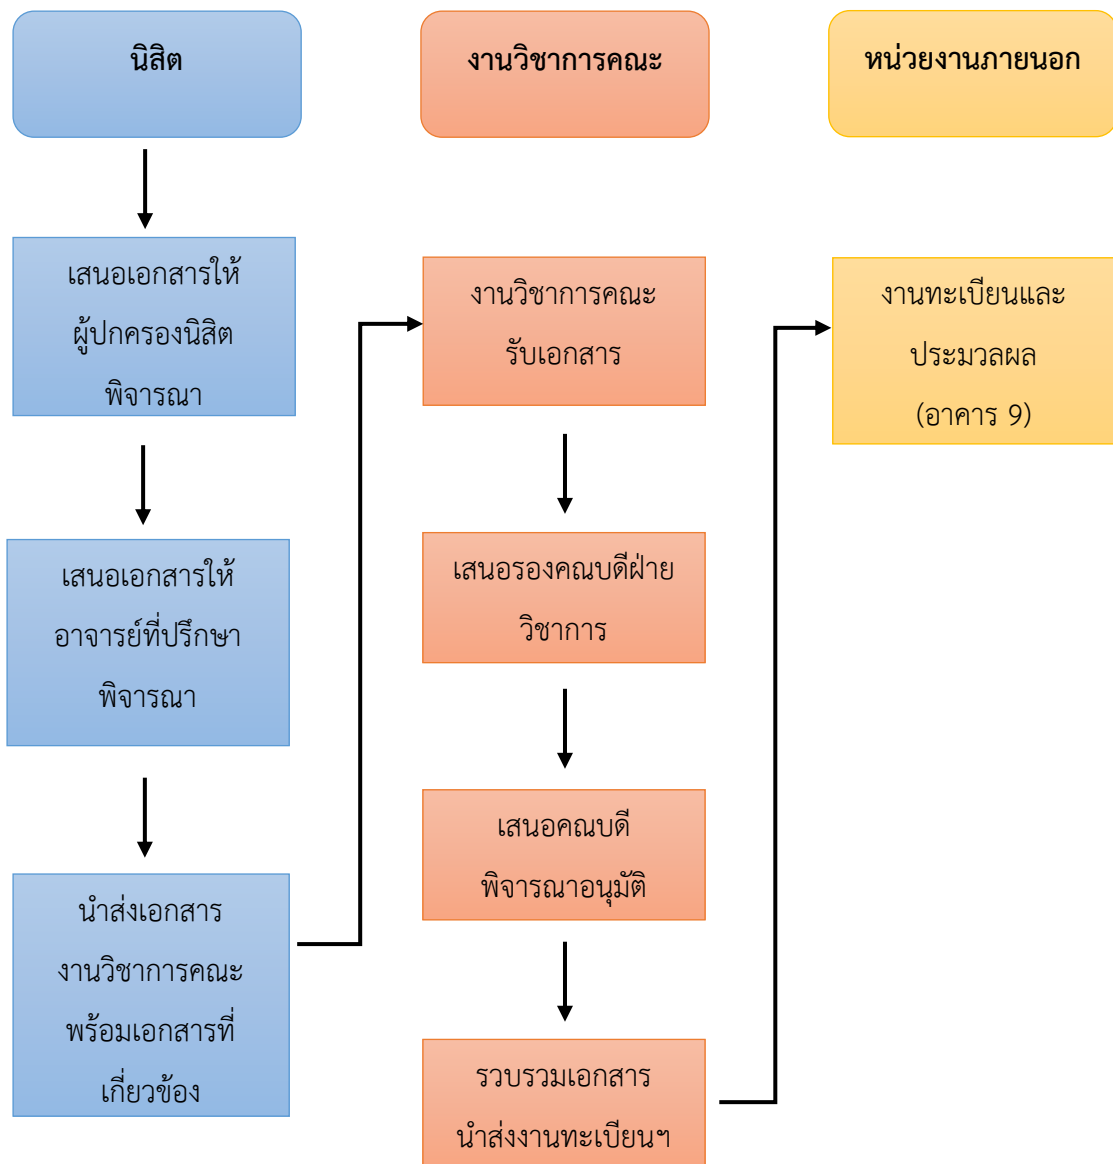 นิสิต
งานวิชาการคณะ
หน่วยงานภายนอก
เสนอเอกสารให้
ผู้ปกครองนิสิต
พิจารณา
เสนอเอกสารให้
อาจารย์ที่ปรึกษา
พิจารณา
นำส่งเอกสาร
งานวิชาการคณะ
พร้อมเอกสารที่
เกี่ยวข้อง
งานวิชาการคณะ
รับเอกสาร
เสนอรองคณบดีฝ่าย
วิชาการ
เสนอคณบดี
พิจารณาอนุมัติ
รวบรวมเอกสาร
นำส่งงานทะเบียนฯ
งานทะเบียนและ
ประมวลผล
(อาคาร 9)